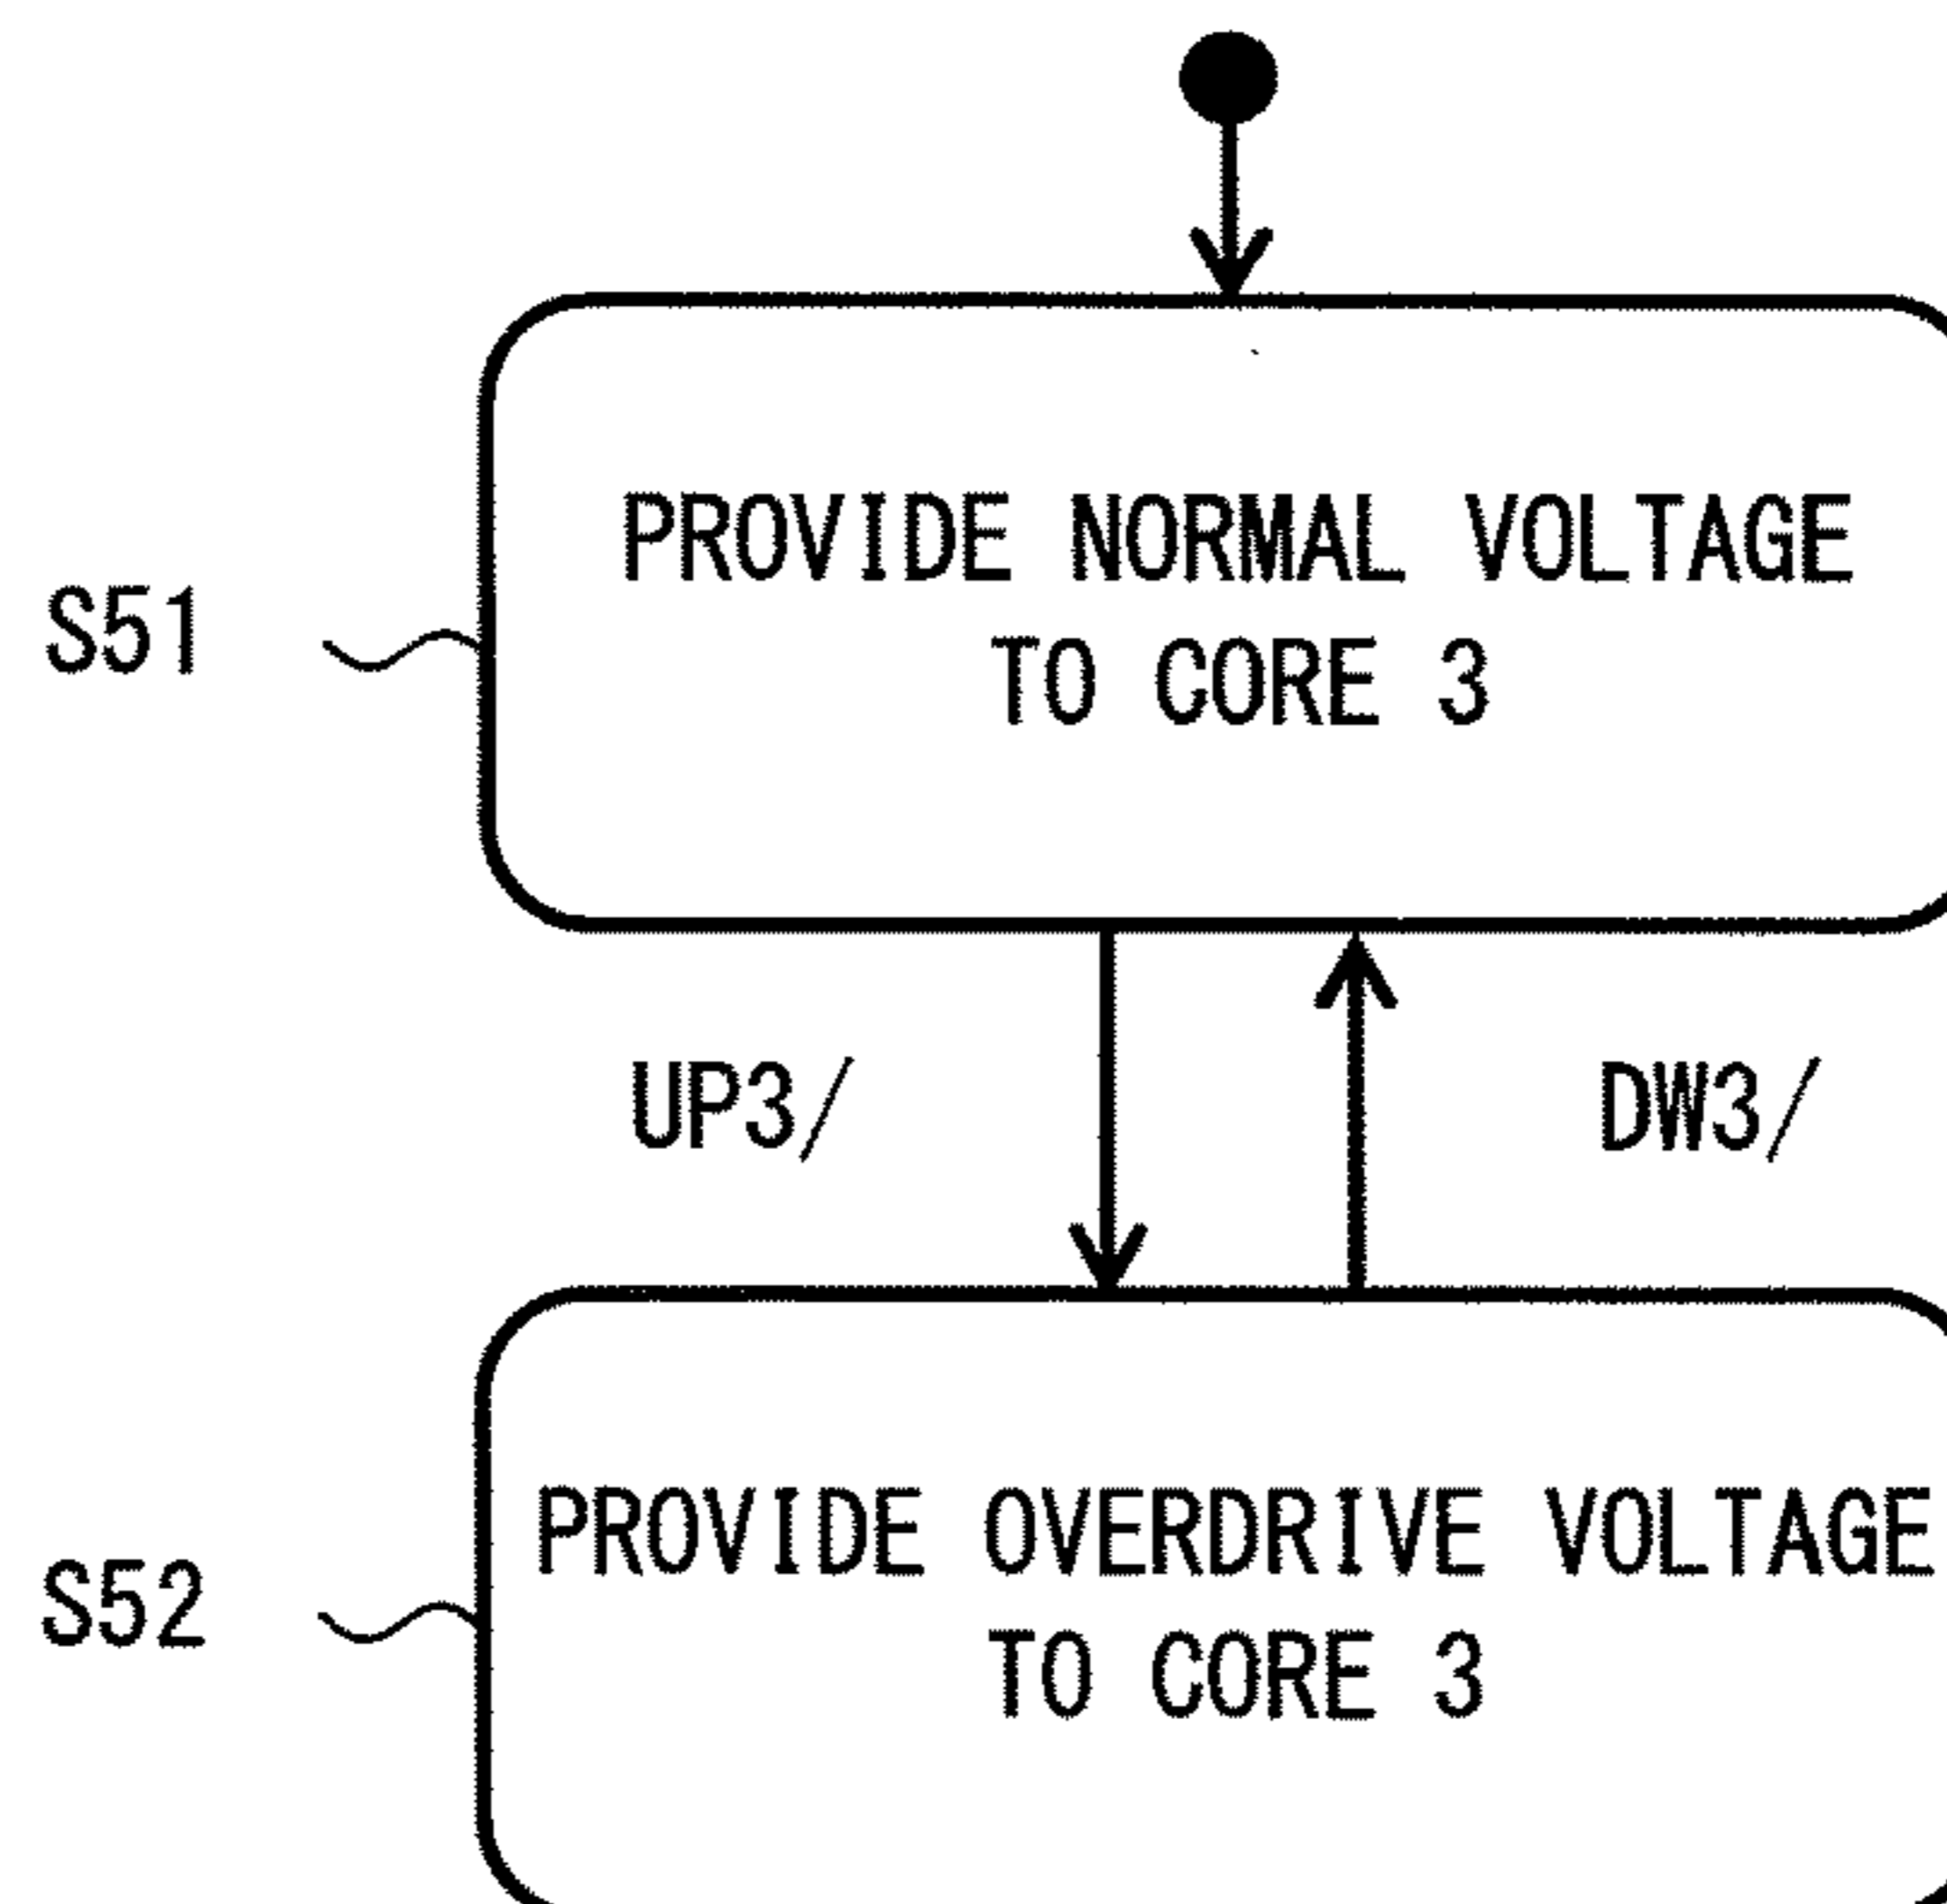 PROVIDE NORMAL VOLTAGE
TO CORE 3
S51
UP3/
DW3/
PROVIDE OVERDRIVE VOLTAGE
TO CORE 3
S52